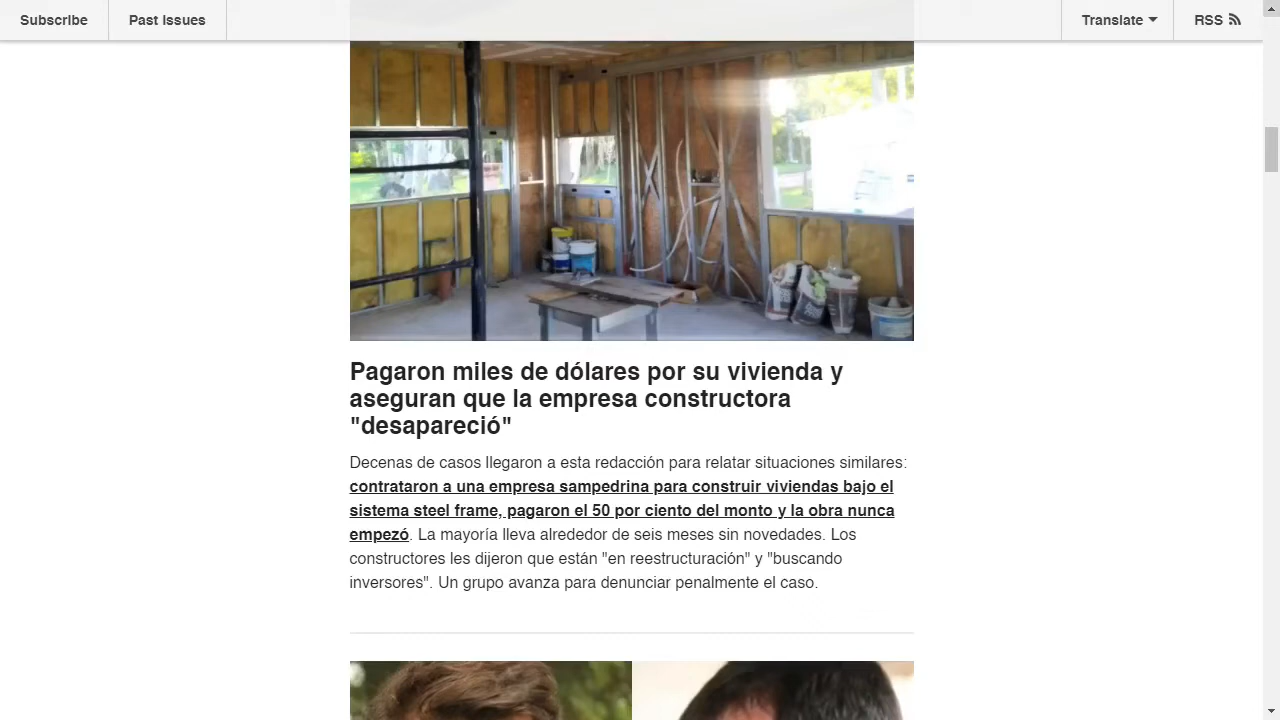 Subscribe Past Issues Translate RSS
Pagaron miles de dólares por su vivienda y
aseguran que la empresa constructora
"desapareció"
Decenas de casos llegaron a esta redacción para relatar situaciones similares:
contrataron a una empresa sampedrina para construir viviendas bajo el
sistema steel frame, pagaron el 50 por ciento del monto y la obra nunca
empezó. La mayoría lleva alrededor de seis meses sin novedades. Los
constructores les dijeron que están "en reestructuración" y "buscando
inversores". Un grupo avanza para denunciar penalmente el caso.